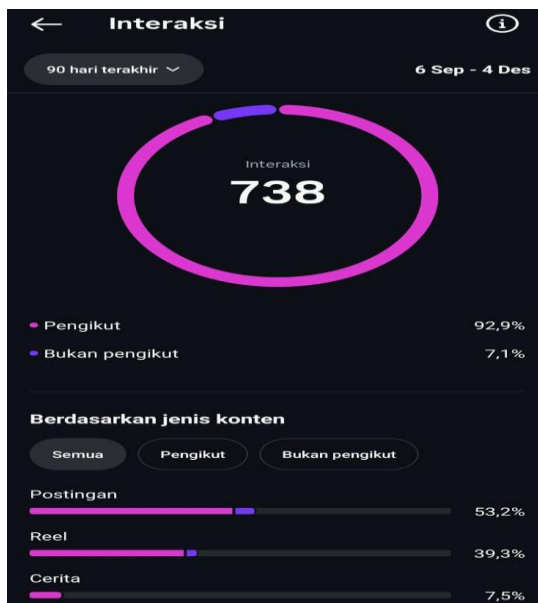 Interaksi
90 hari terakhir
6 Sep - 4 Des
Interaksi
738
Pengikut 92,9%
Bukan pengikut 7,1%
Berdasarkan jenis konten
Semua Pengikut Bukan pengikut
Postingan
53,2%
Reel
39,3%
Cerita
7,5%